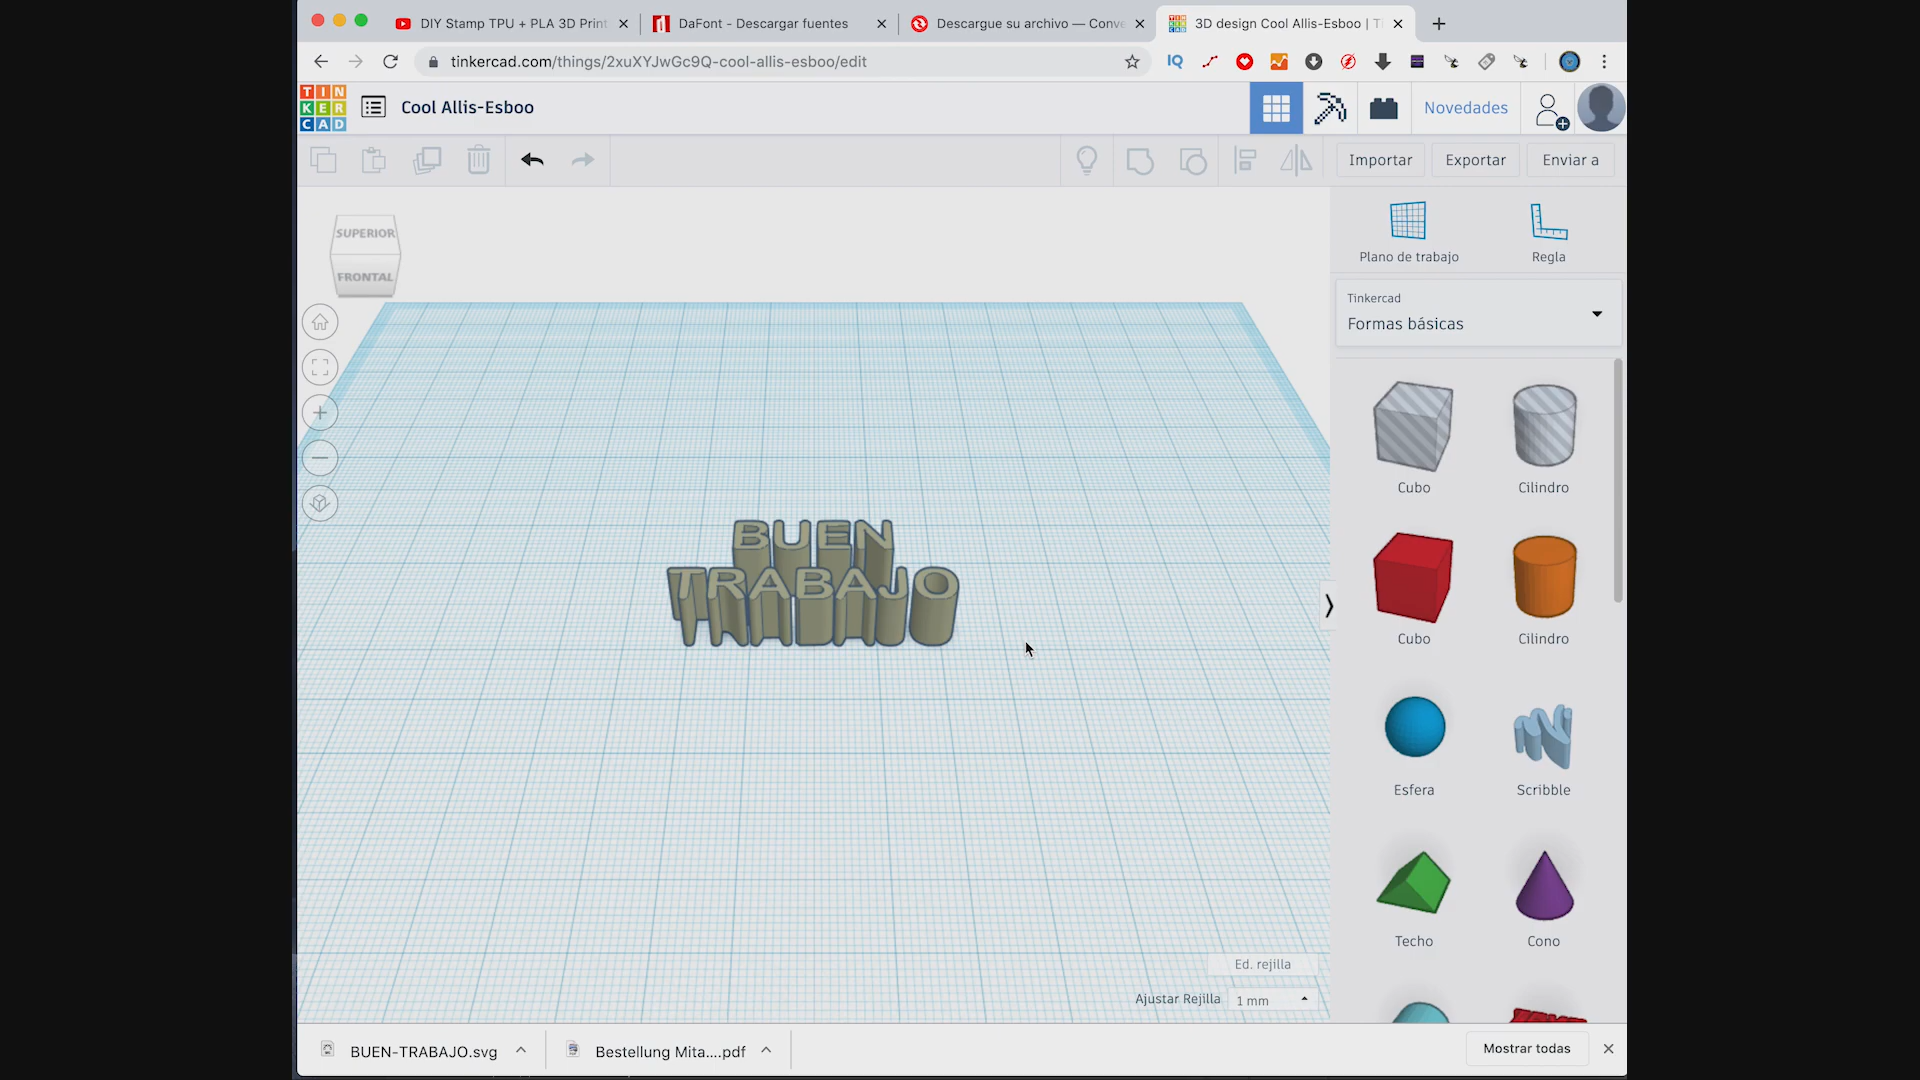 DIY Stamp TPU + PLA 3D Print
DaFont - Descargar fuentes
Descargue su archivo — Conve
3D design Cool Allis-Esboo | Ti
tinkercad.com/things/2xuXYJwGc9Q-cool-allis-esboo/edit
IQ
TIN
KER
CAD
Cool Allis-Esboo
Novedades
Importar
Exportar
Enviar a
SUPERIOR
FRONTAL
Plano de trabajo
Regla
Tinkercad
Formas básicas
Cubo
Cilindro
Cubo
Cilindro
BUEN
TRABAJO
Esfera
Scribble
Techo
Cono
Ed. rejilla
Ajustar Rejilla
1 mm
BUEN-TRABAJO.svg
Bestellung Mita....pdf
Mostrar todas